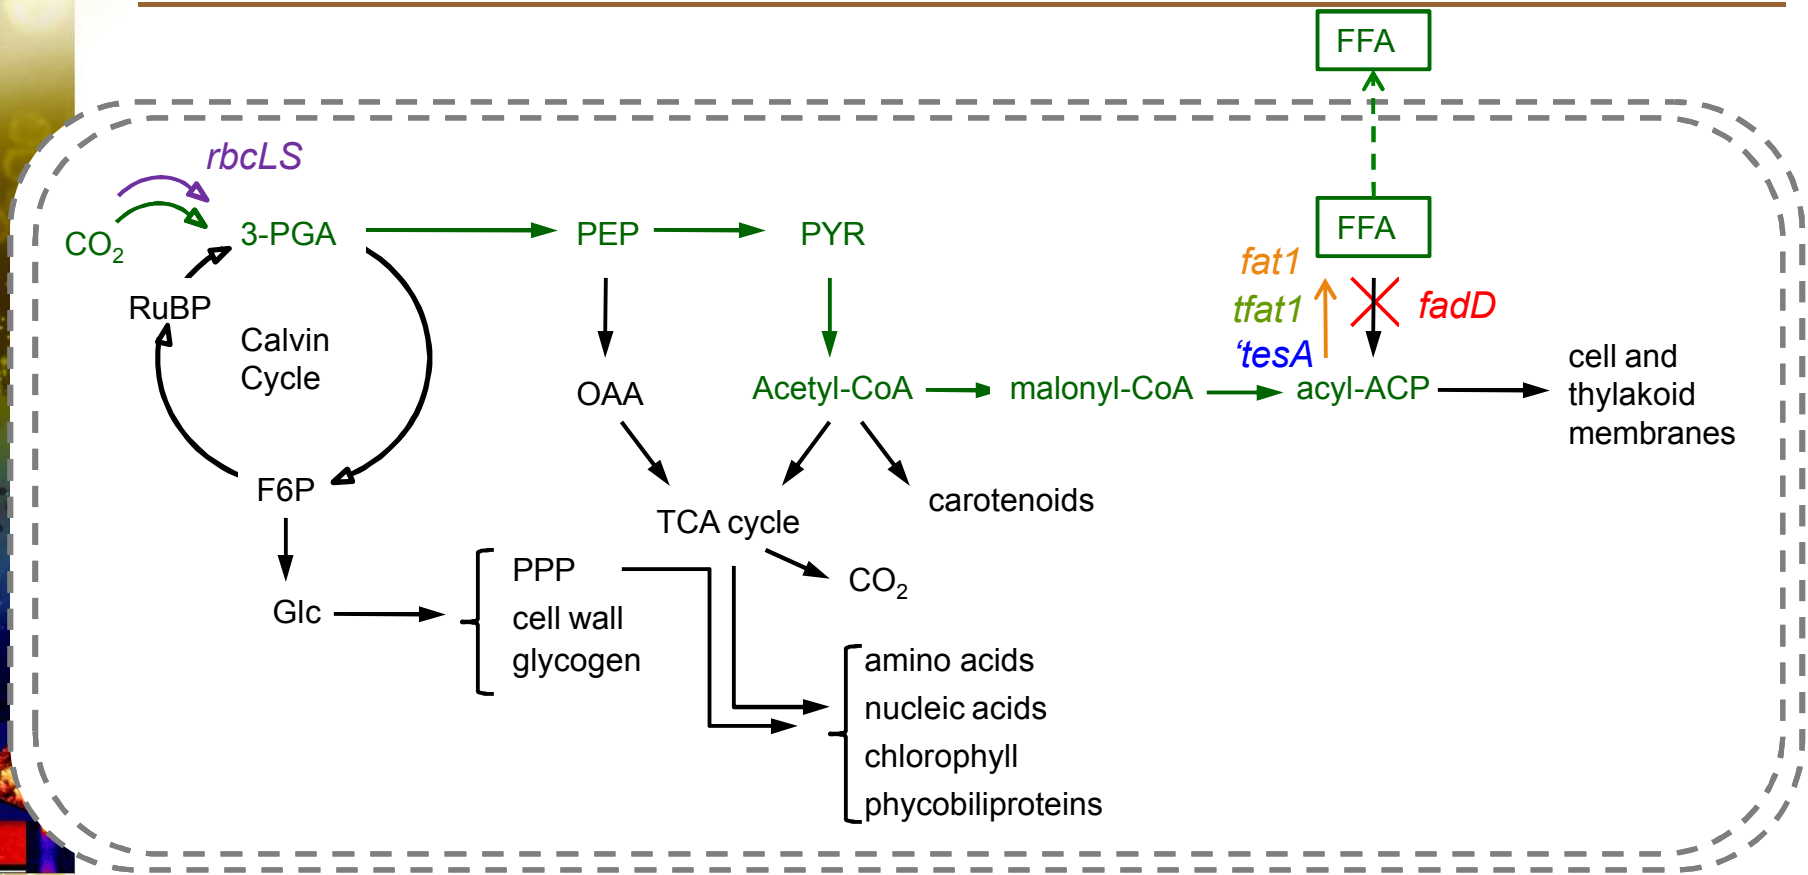 FFA
rbcLS
CO₂
3-PGA
PEP
PYR
FFA
fat1
RuBP
tfat1
fadD
Calvin
Cycle
‘tesA
cell and
thylakoid
membranes
OAA
Acetyl-CoA
malonyl-CoA
acyl-ACP
F6P
carotenoids
TCA cycle
PPP
CO₂
Glc
cell wall
glycogen
amino acids
nucleic acids
chlorophyll
phycobiliproteins